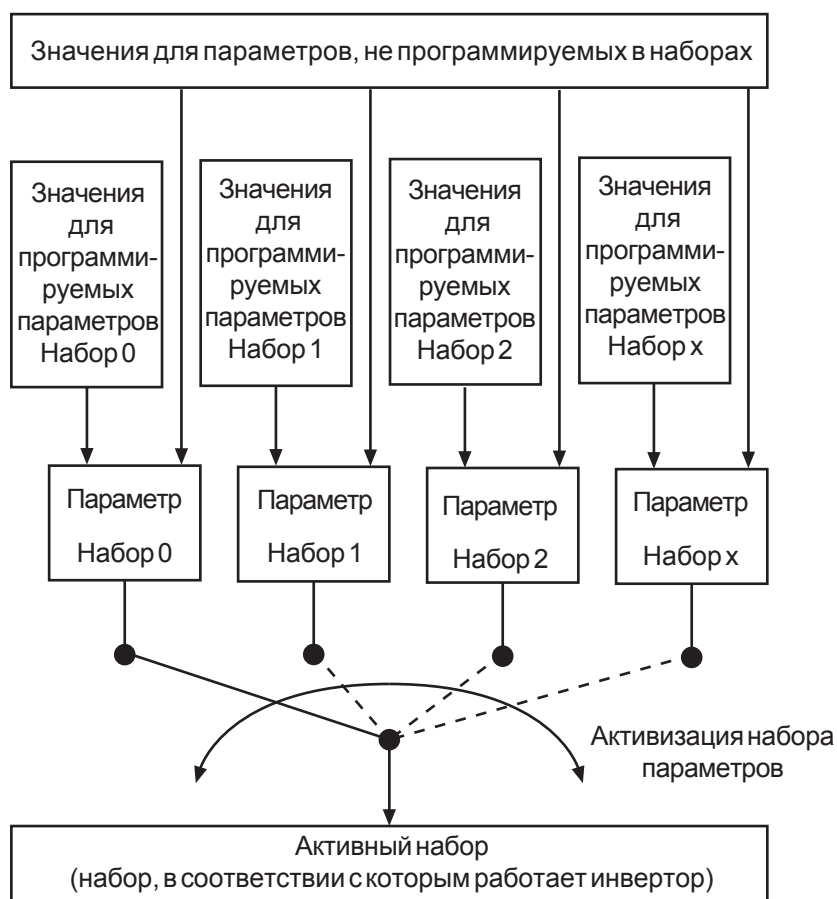 Значения для параметров, не программируемых в наборах
Значения
для
программи-
руемых
параметров
Набор 0
Значения
для
программи-
руемых
параметров
Набор 1
Значения
для
программи-
руемых
параметров
Набор 2
Значения
для
программи-
руемых
параметров
Набор x
Параметр
Набор 0
Параметр
Набор 1
Параметр
Набор 2
Параметр
Набор x
Активизация набора
параметров
Активный набор
(набор, в соответствии с которым работает инвертор)